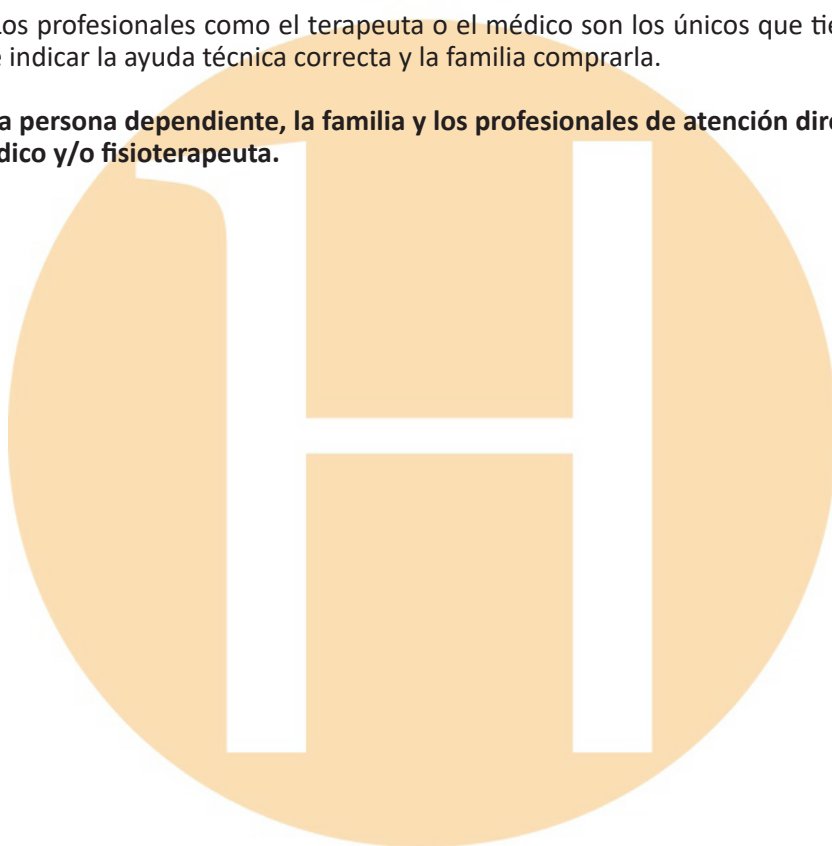 Los profesionales como el terapeuta o el médico son los únicos que tie
e indicar la ayuda técnica correcta y la familia comprarla.
a persona dependiente, la familia y los profesionales de atención dire
dico y/o fisioterapeuta.
H